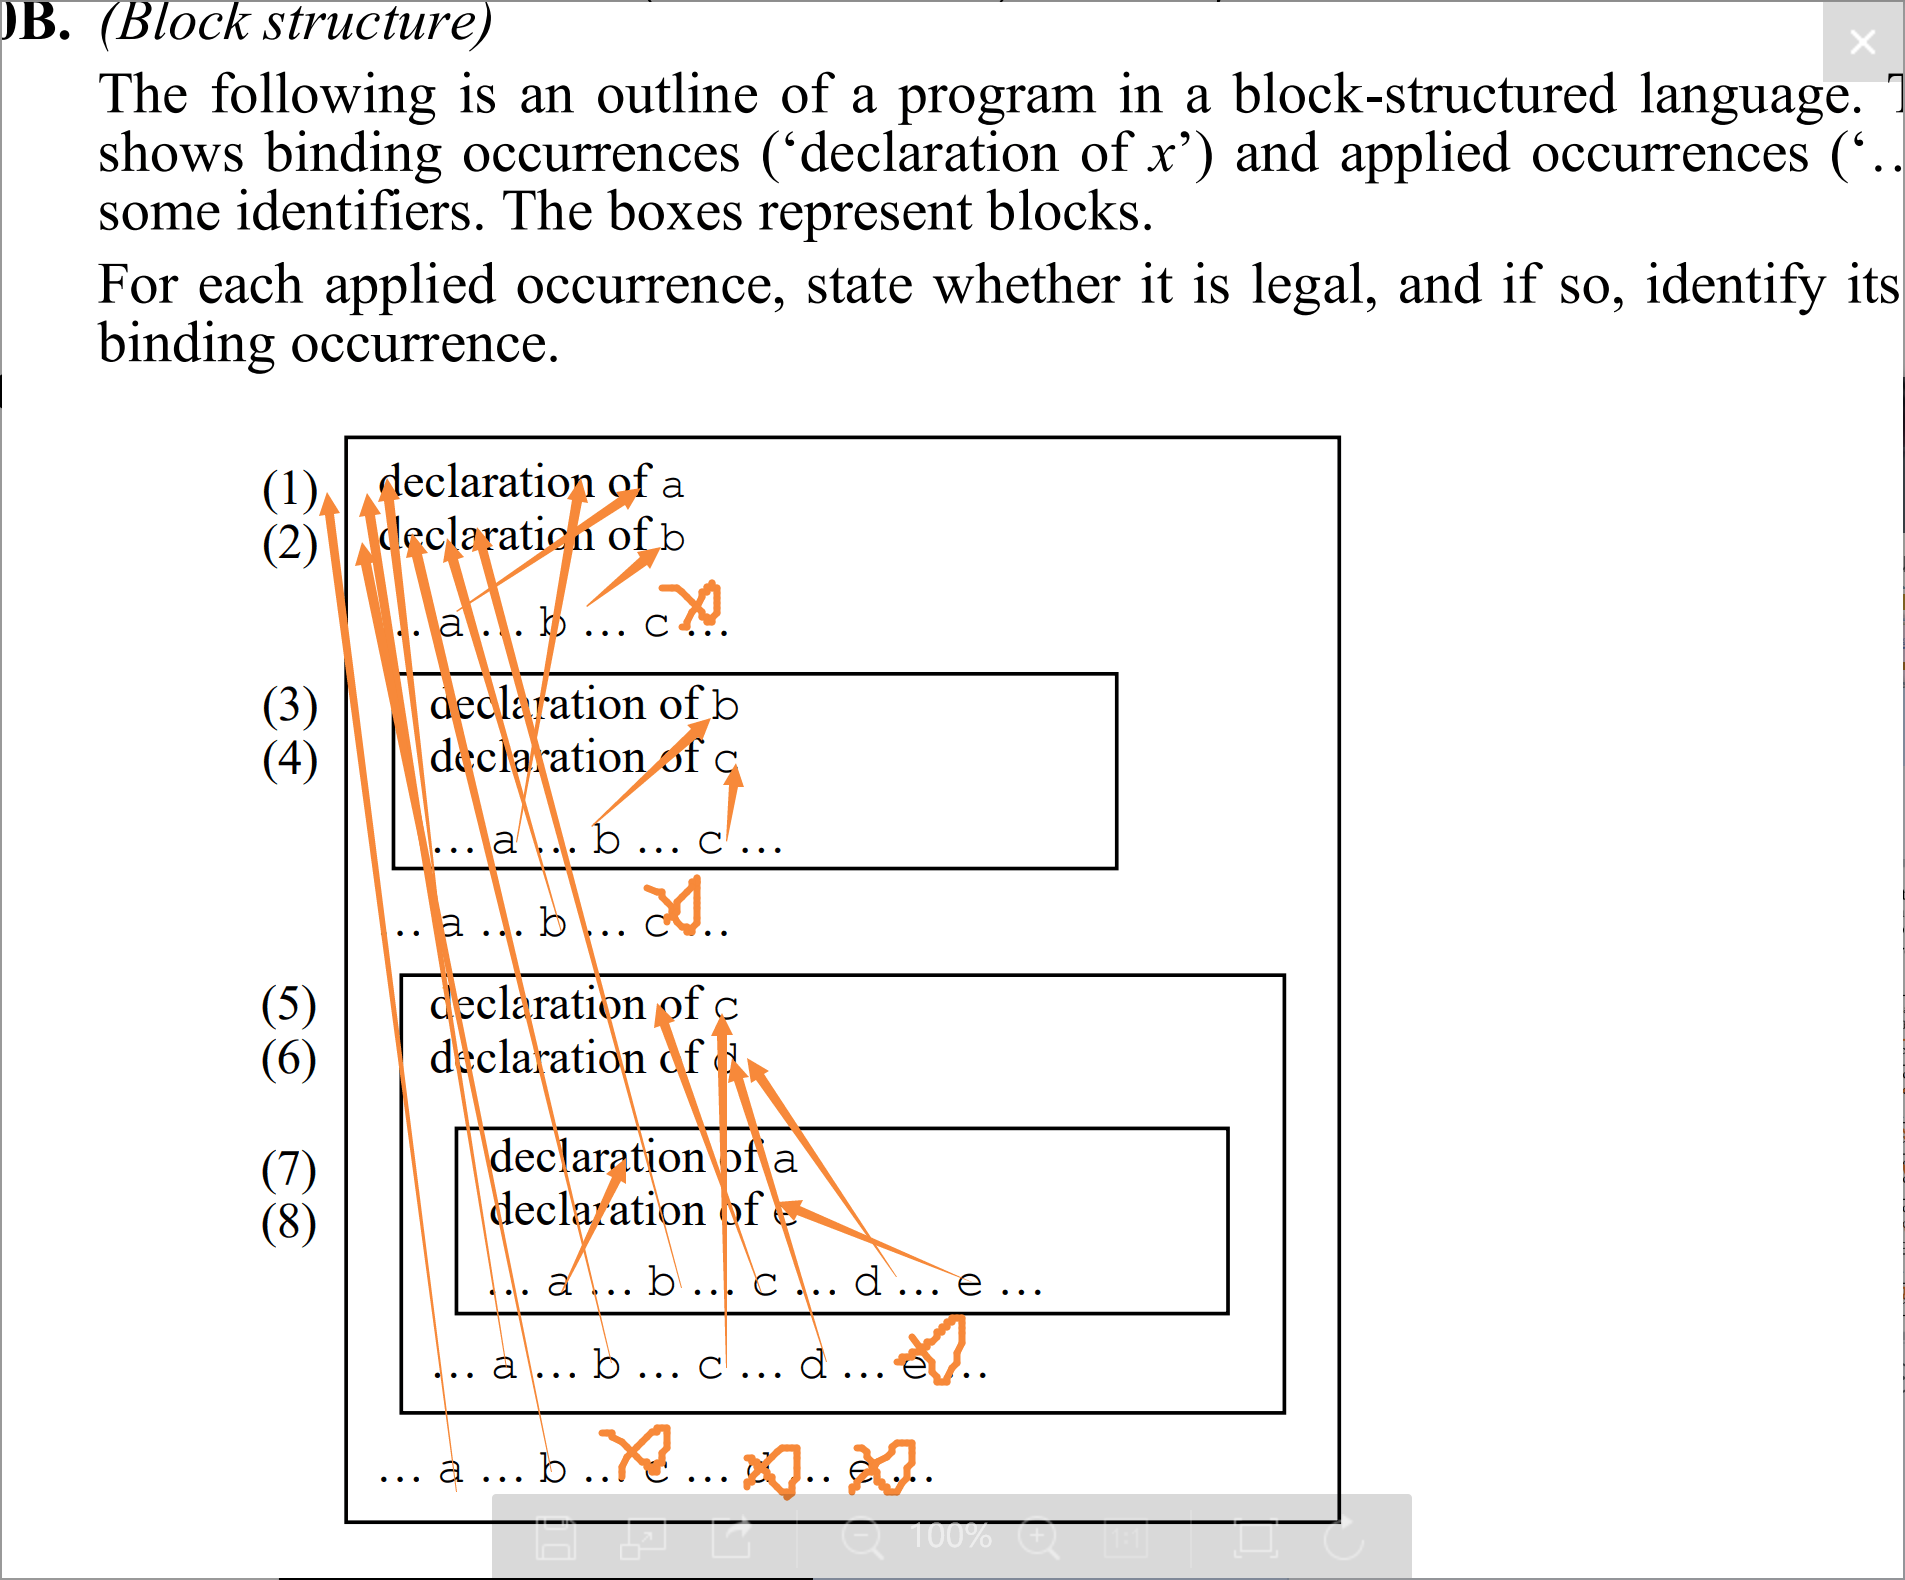 B. (Block structure)
The following is an outline of a program in a block-structured language.
shows binding occurrences (‘declaration of x’) and applied occurrences (‘..
some identifiers. The boxes represent blocks.
For each applied occurrence, state whether it is legal, and if so, identify its
binding occurrence.
(1) declaration of a
(2) declaration of b
... a ... b ... c ...
(3) declaration of b
(4) declaration of c
... a ... b ... c ...
... a ... b ... c ...
(5) declaration of c
(6) declaration of d
(7) declaration of a
(8) declaration of e
... a ... b ... c ... d ... e ...
... a ... b ... c ... d ... e ...
... a ... b ... c ... d ... e ...
100%
1:1